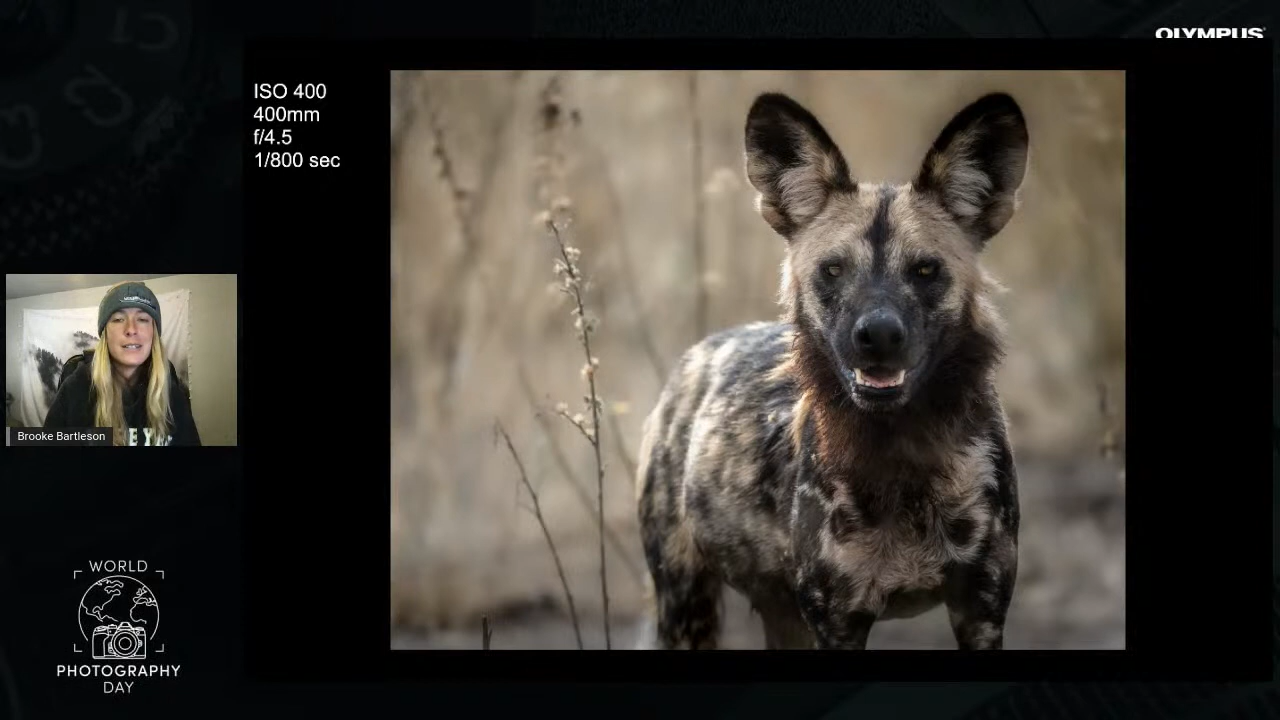 OLYMPUS
ISO 400
400mm
f/4.5
1/800 sec
Brooke Bartleson
WORLD
PHOTOGRAPHY
DAY